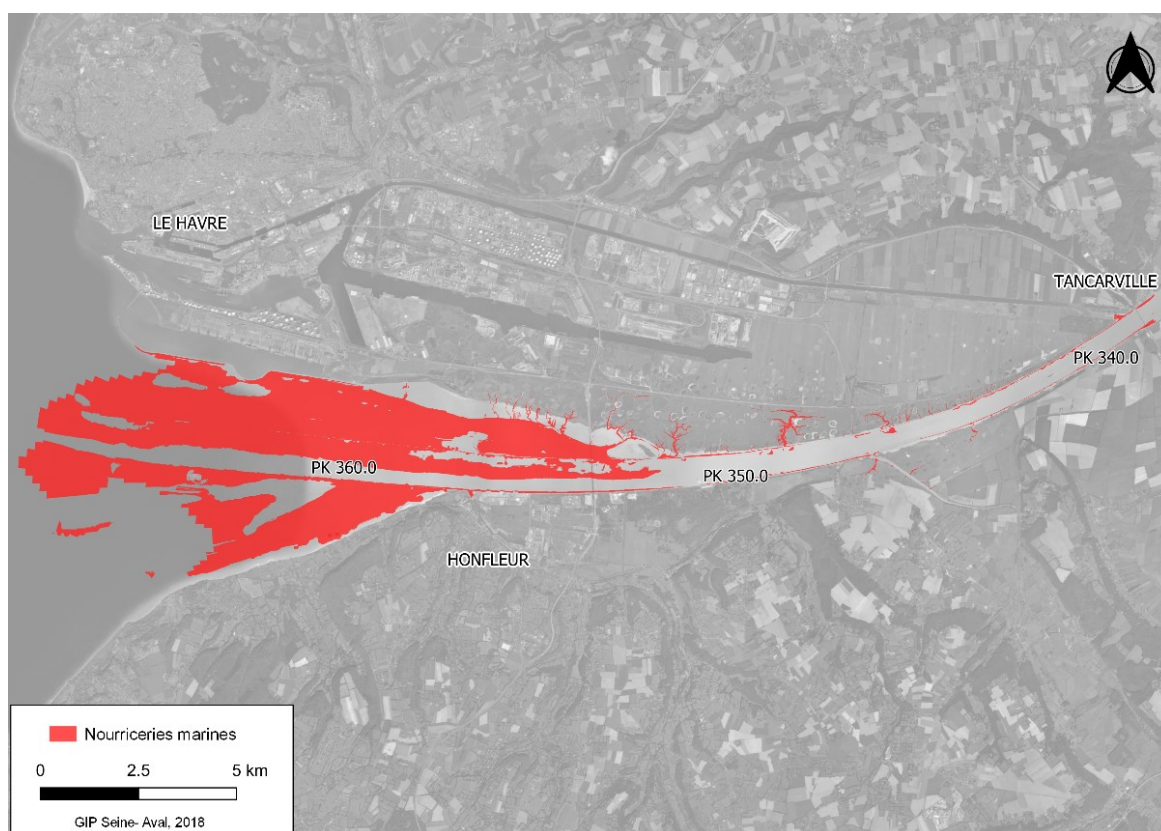 LE HAVRE
TANCARVILLE
PK 340.0
PK 360.0
PK 350.0
HONFLEUR
Nourriceries marines
0 2.5 5 km
GIP Seine- Aval, 2018